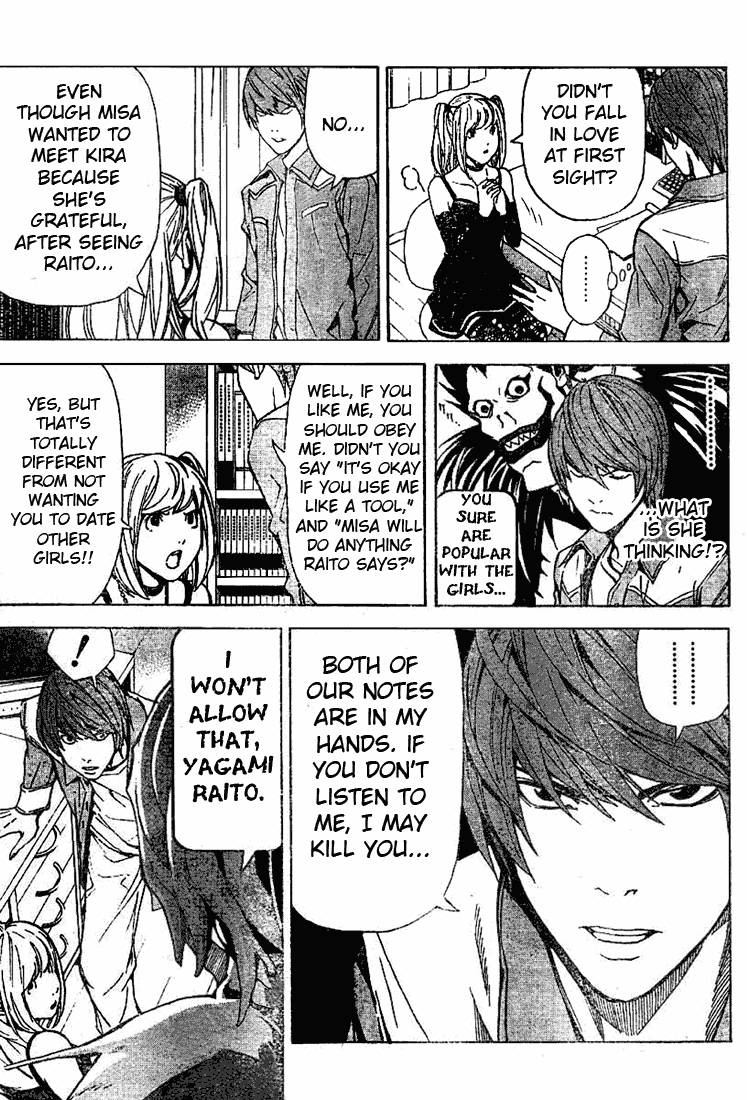 DIDN'T
YOU FALL
IN LOVE
AT FIRST
SIGHT?
......
NO...
EVEN
THOUGH MISA
WANTED TO
MEET KIRA
BECAUSE
SHE'S
GRATEFUL,
AFTER SEEING
RAITO...
...WHAT
IS SHE
THINKING!?
YOU
SURE
ARE
POPULAR
WITH THE
GIRLS...
WELL, IF YOU
LIKE ME, YOU
SHOULD OBEY
ME. DIDN'T YOU
SAY "IT'S OKAY
IF YOU USE ME
LIKE A TOOL,"
AND "MISA WILL
DO ANYTHING
RAITO SAYS?"
YES, BUT
THAT'S
TOTALLY
DIFFERENT
FROM NOT
WANTING
YOU TO DATE
OTHER
GIRLS!!
......
BOTH OF
OUR NOTES
ARE IN MY
HANDS. IF
YOU DON'T
LISTEN TO
ME, I MAY
KILL YOU...
I
WON'T
ALLOW
THAT,
YAGAMI
RAITO.
!